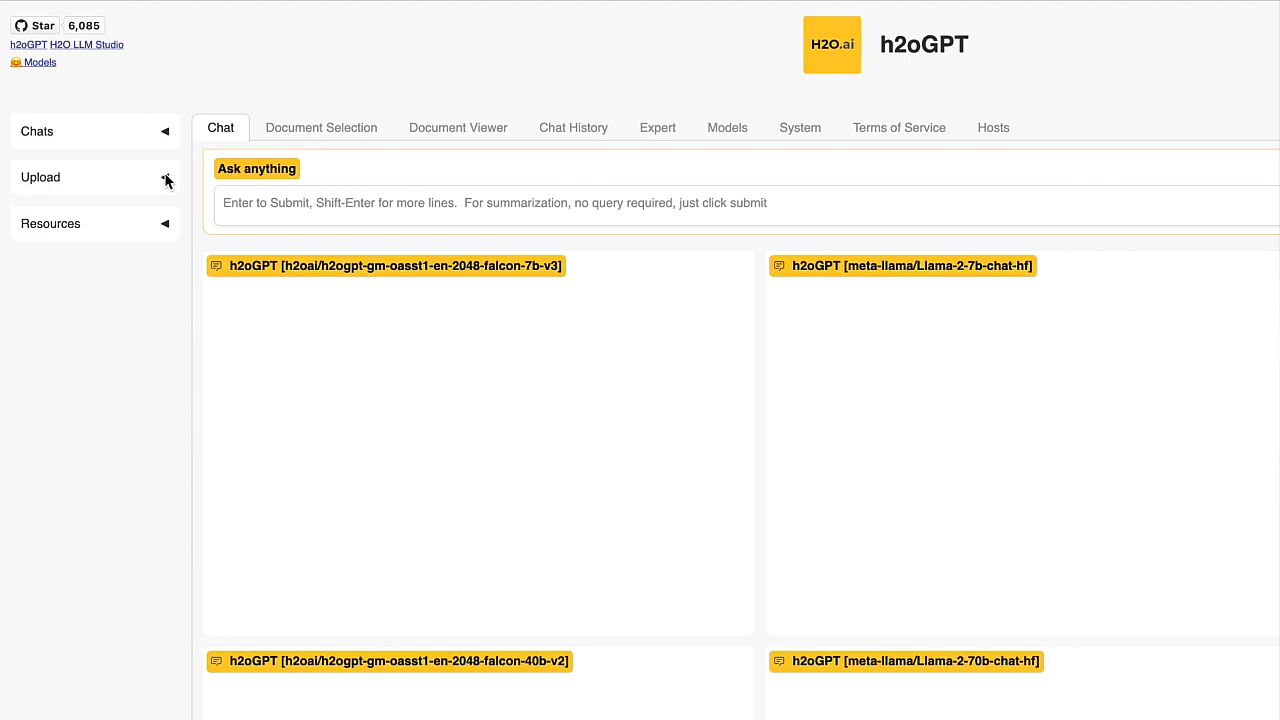 Star 6,085
h2oGPT H2O LLM Studio
🤗 Models
H2O.ai h2oGPT
Chats
Upload
Resources
Chat Document Selection Document Viewer Chat History Expert Models System Terms of Service Hosts
Ask anything
Enter to Submit, Shift-Enter for more lines. For summarization, no query required, just click submit
h2oGPT [h2oai/h2ogpt-gm-oasst1-en-2048-falcon-7b-v3]
h2oGPT [meta-llama/Llama-2-7b-chat-hf]
h2oGPT [h2oai/h2ogpt-gm-oasst1-en-2048-falcon-40b-v2]
h2oGPT [meta-llama/Llama-2-70b-chat-hf]